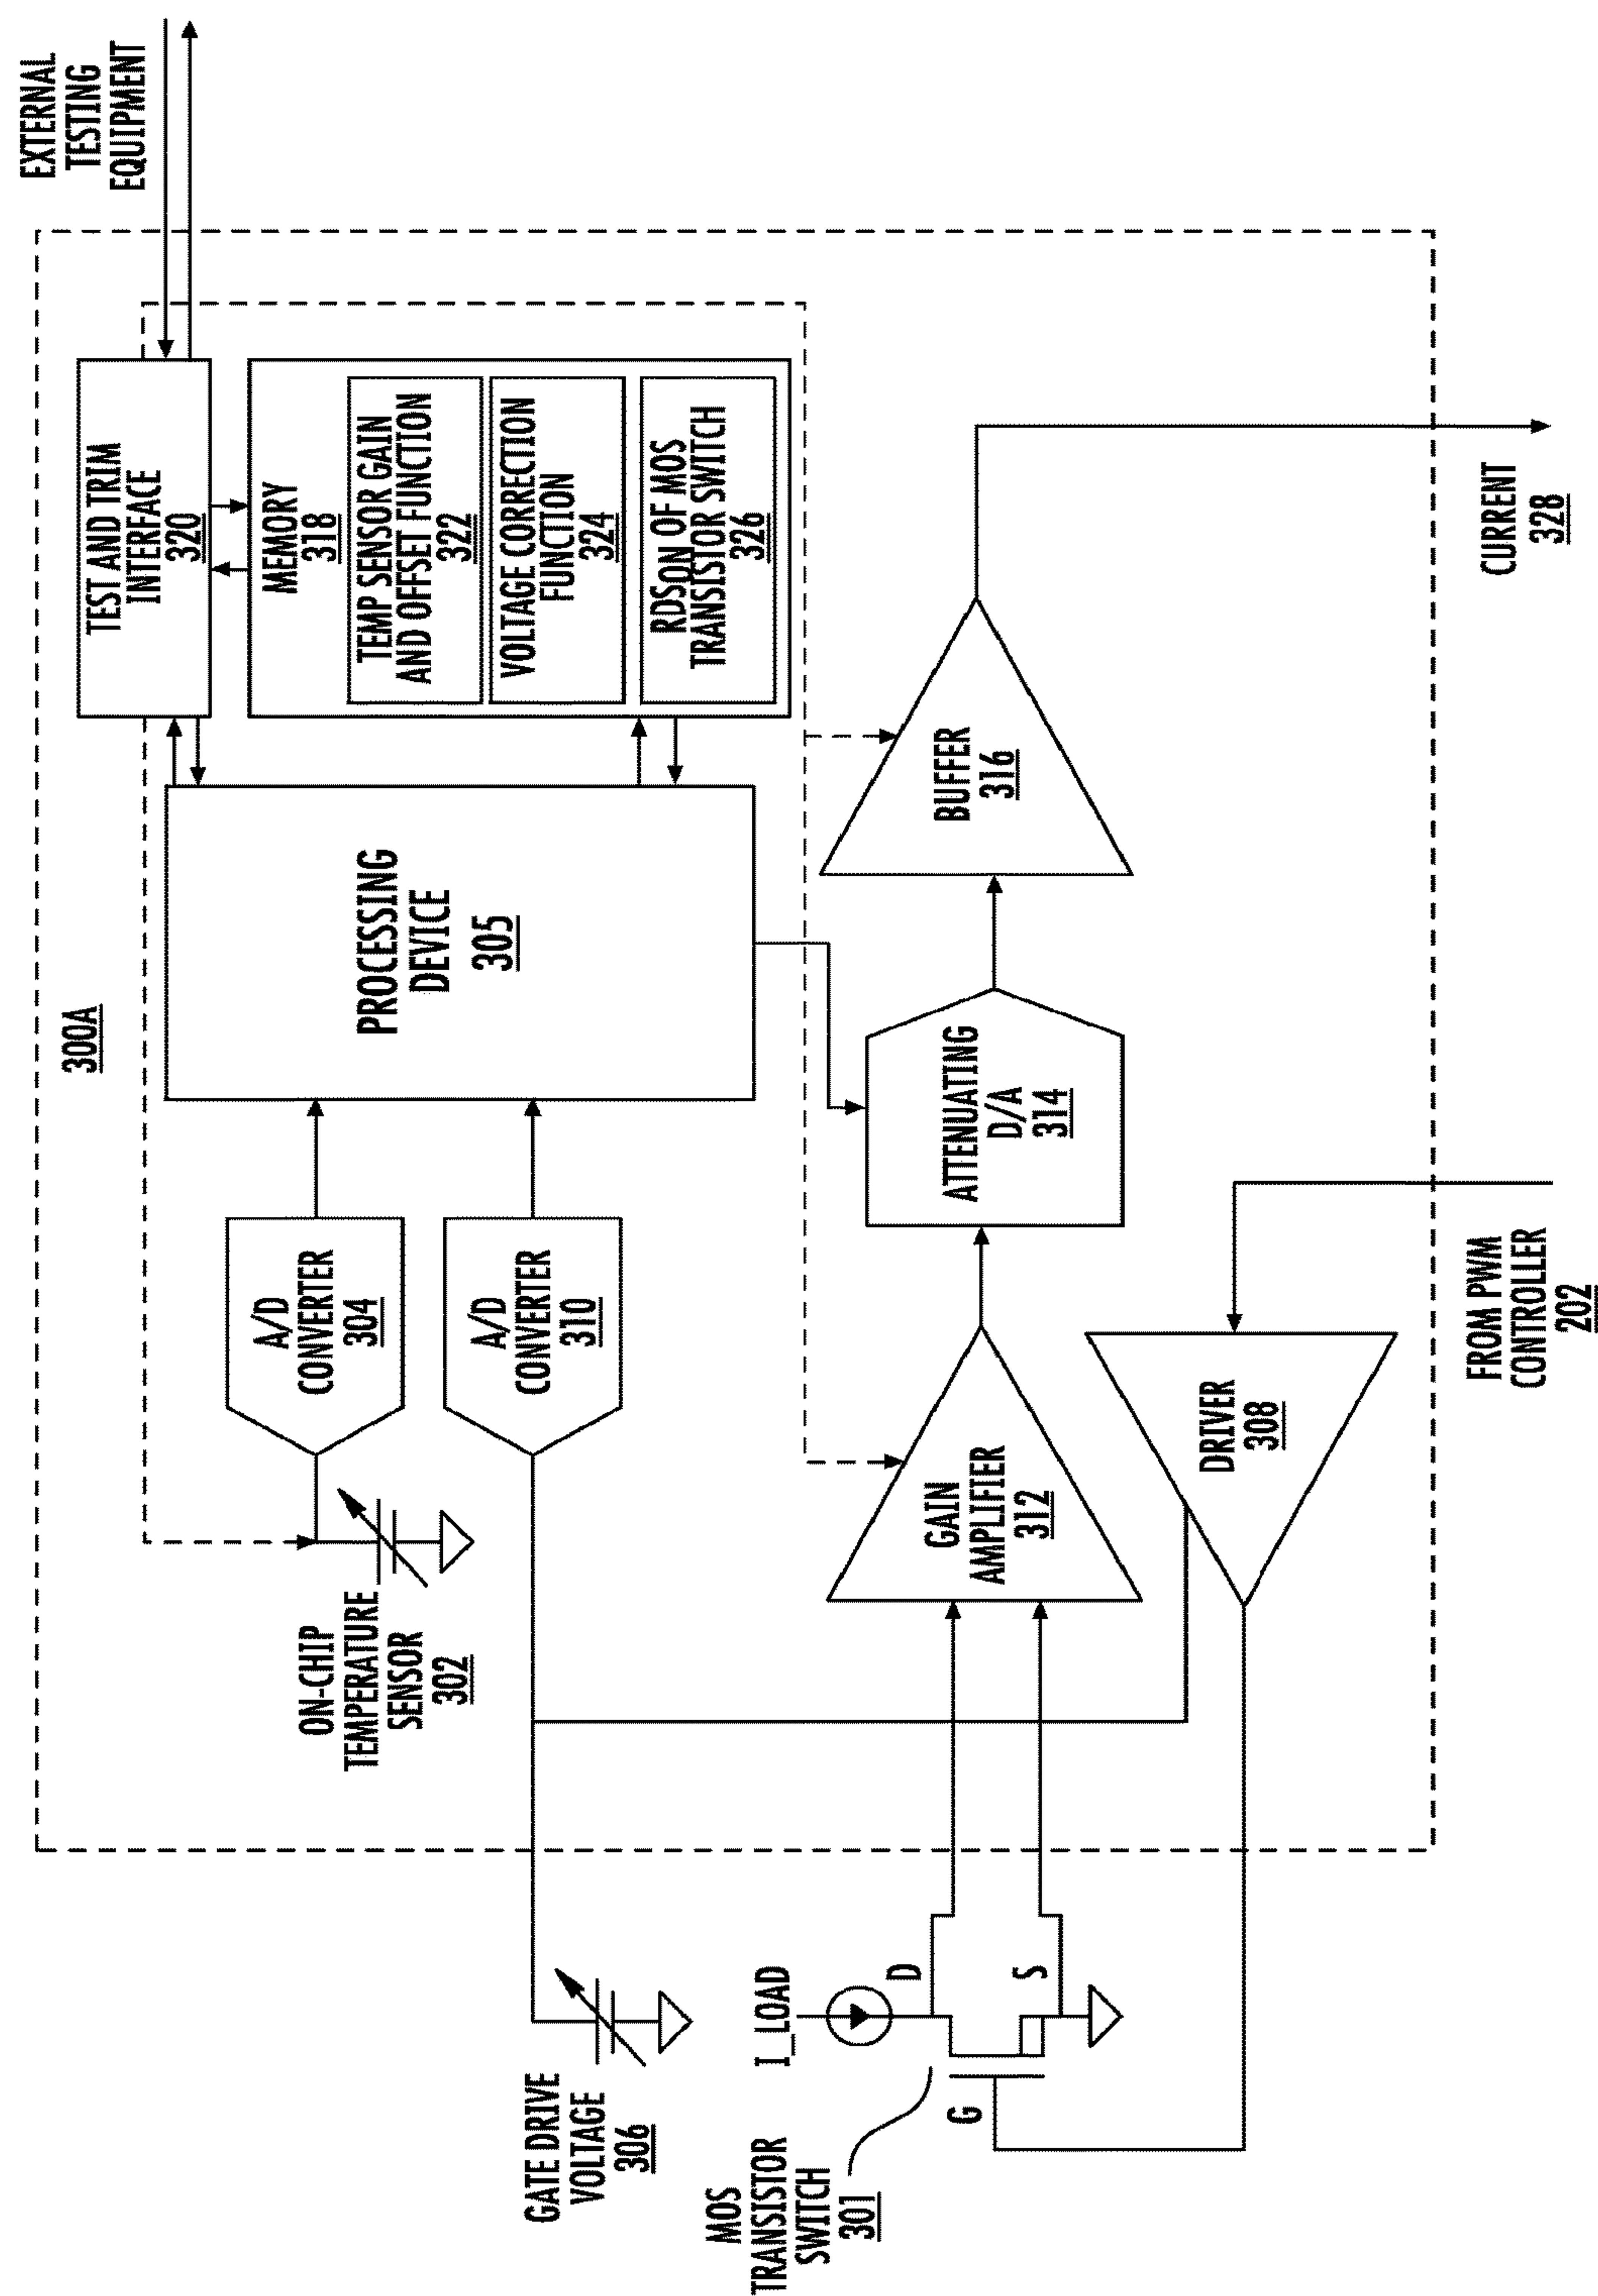 EXTERNAL
TESTING
EQUIPMENT
300A
TEST AND TRIM
INTERFACE
320
MEMORY
318
TEMP SENSOR GAIN
AND OFFSET FUNCTION
322
VOLTAGE CORRECTION
FUNCTION
324
RDSON OF MOS
TRANSISTOR SWITCH
326
PROCESSING
DEVICE
305
A/D
CONVERTER
304
A/D
CONVERTER
310
ON-CHIP
TEMPERATURE
SENSOR
302
GATE DRIVE
VOLTAGE
306
MOS
TRANSISTOR
SWITCH
301
I_LOAD
D
S
G
GAIN
AMPLIFIER
312
ATTENUATING
D/A
314
BUFFER
316
DRIVER
308
FROM PWM
CONTROLLER
202
CURRENT
328